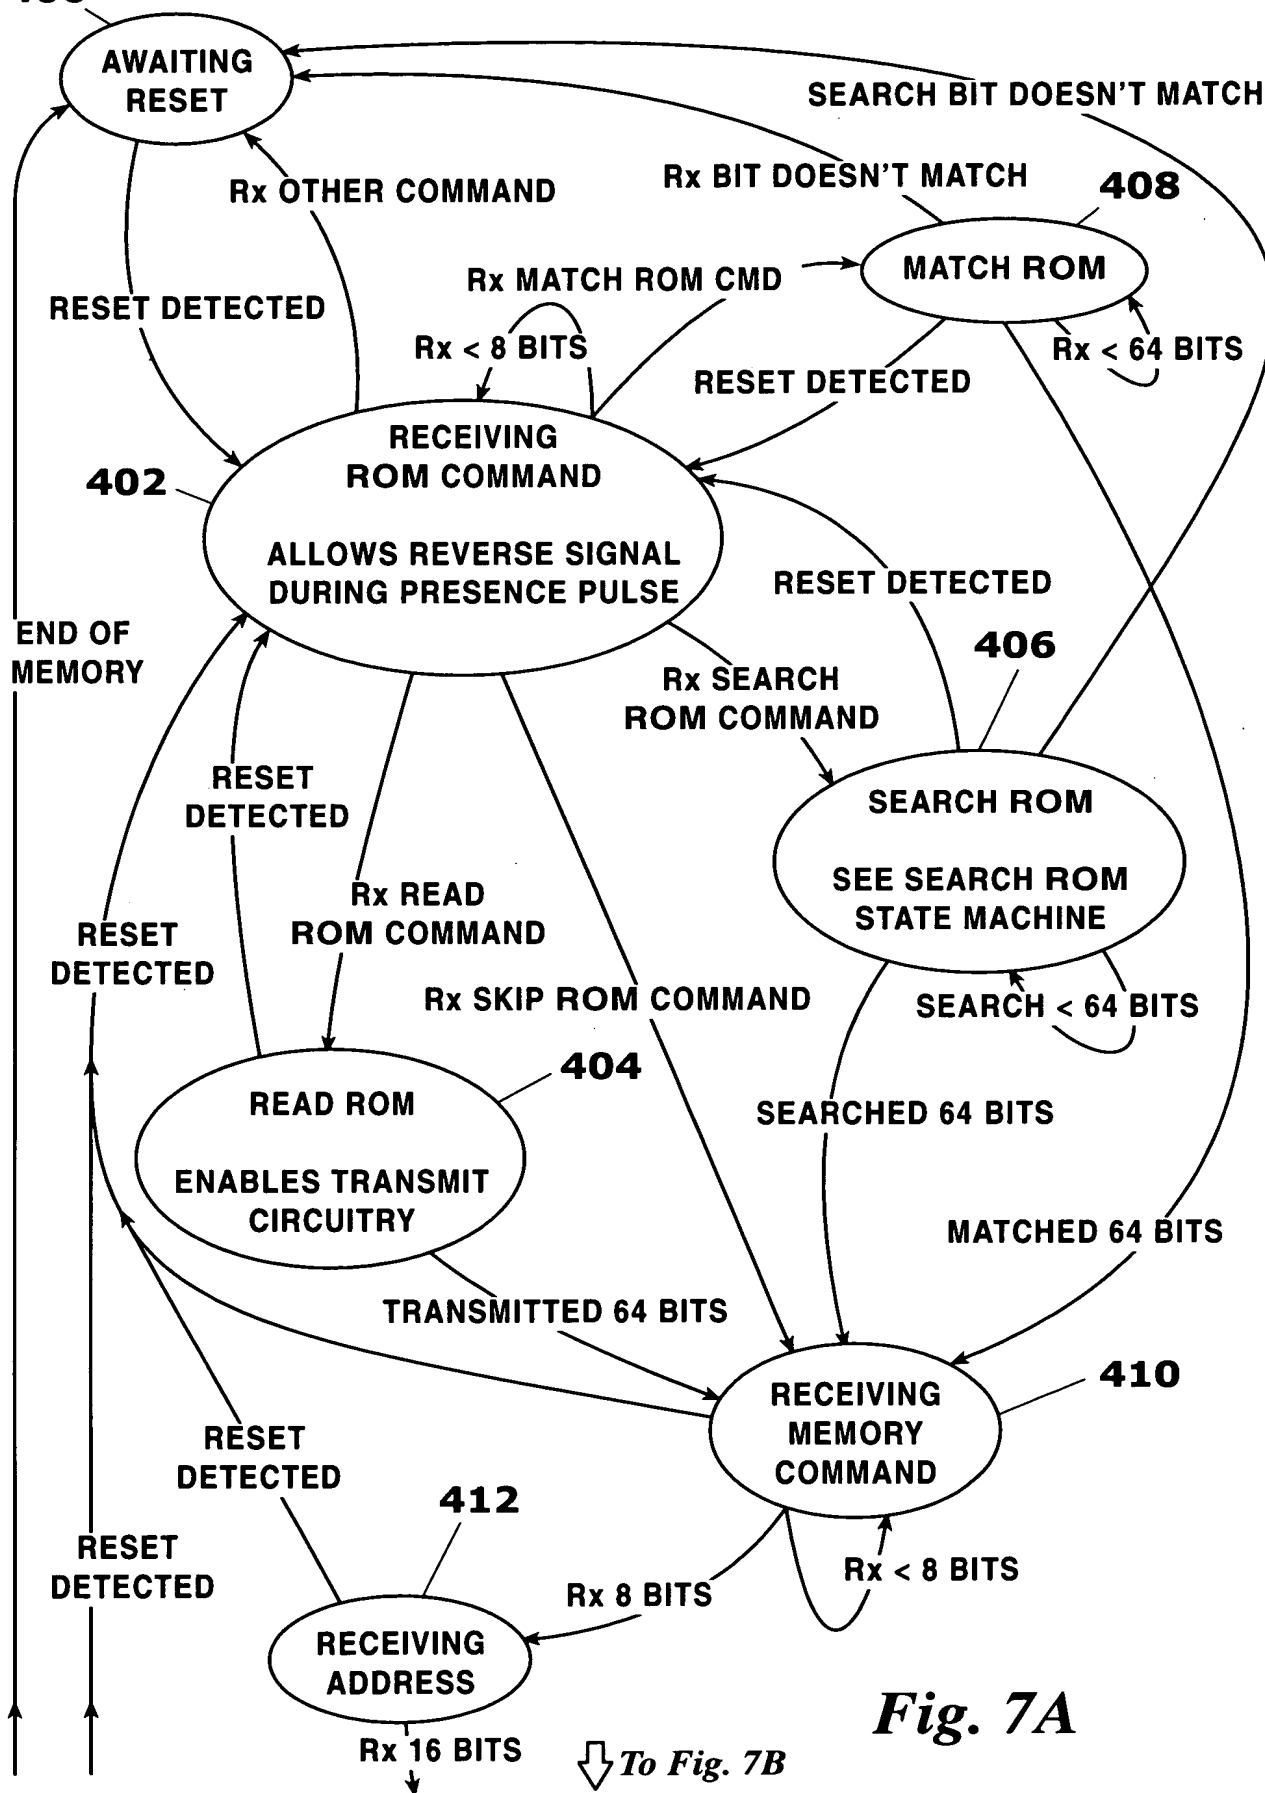 AWAITING
RESET
SEARCH BIT DOESN'T MATCH
Rx OTHER COMMAND
Rx BIT DOESN'T MATCH
408
MATCH ROM
Rx MATCH ROM CMD
RESET DETECTED
Rx < 8 BITS
Rx < 64 BITS
RESET DETECTED
RECEIVING
ROM COMMAND
ALLOWS REVERSE SIGNAL
DURING PRESENCE PULSE
402
RESET DETECTED
END OF
MEMORY
406
Rx SEARCH
ROM COMMAND
RESET
DETECTED
SEARCH ROM
SEE SEARCH ROM
STATE MACHINE
Rx READ
ROM COMMAND
RESET
DETECTED
Rx SKIP ROM COMMAND
SEARCH < 64 BITS
404
READ ROM
ENABLES TRANSMIT
CIRCUITRY
SEARCHED 64 BITS
MATCHED 64 BITS
TRANSMITTED 64 BITS
410
RECEIVING
MEMORY
COMMAND
RESET
DETECTED
412
RESET
DETECTED
Rx < 8 BITS
Rx 8 BITS
RECEIVING
ADDRESS
Fig. 7A
Rx 16 BITS
To Fig. 7B